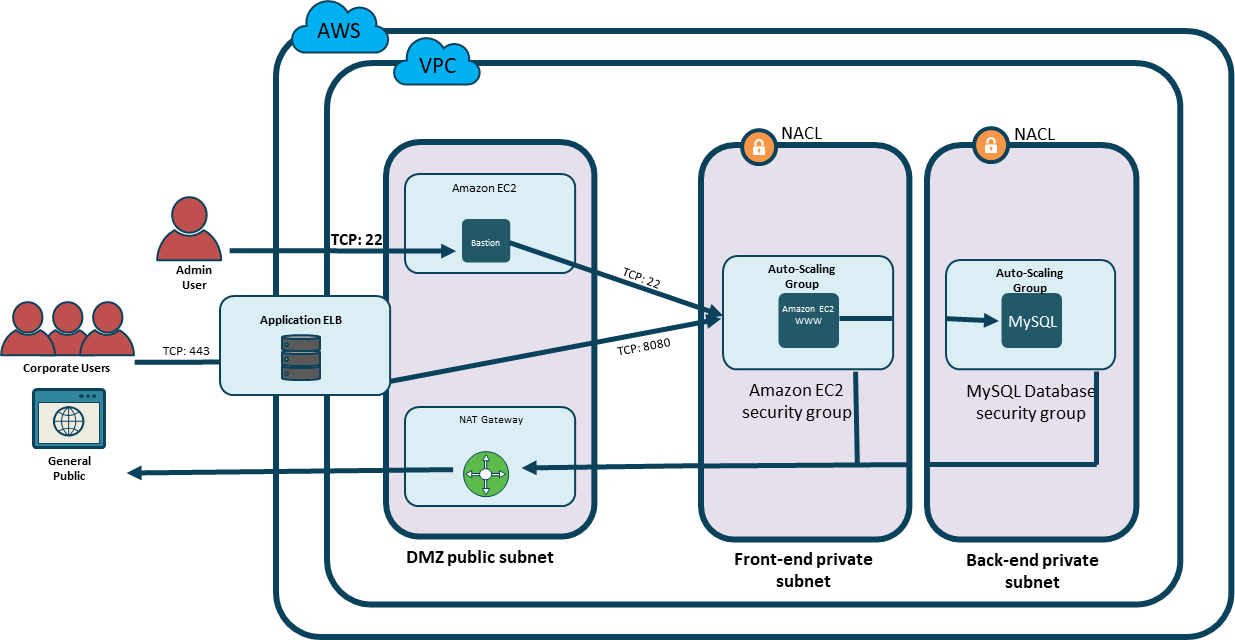 AWS
VPC
NACL
NACL
Amazon EC2
Bastion
TCP: 22
Admin
User
TCP: 22
Auto-Scaling
Group
Amazon EC2
WWW
Auto-Scaling
Group
MySQL
Application ELB
TCP: 443
TCP: 8080
Corporate Users
Amazon EC2
security group
MySQL Database
security group
NAT Gateway
General
Public
DMZ public subnet
Front-end private
subnet
Back-end private
subnet